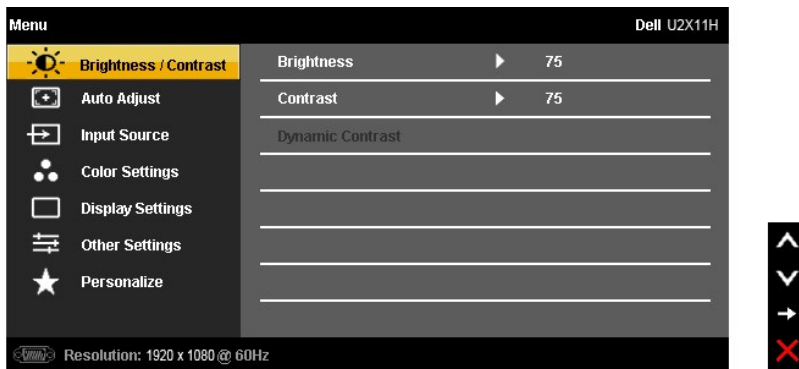 Menu Dell U2X11H
Brightness / Contrast Brightness 75
Auto Adjust Contrast 75
Input Source Dynamic Contrast
Color Settings
Display Settings
Other Settings
Personalize
Resolution: 1920 x 1080 @ 60Hz